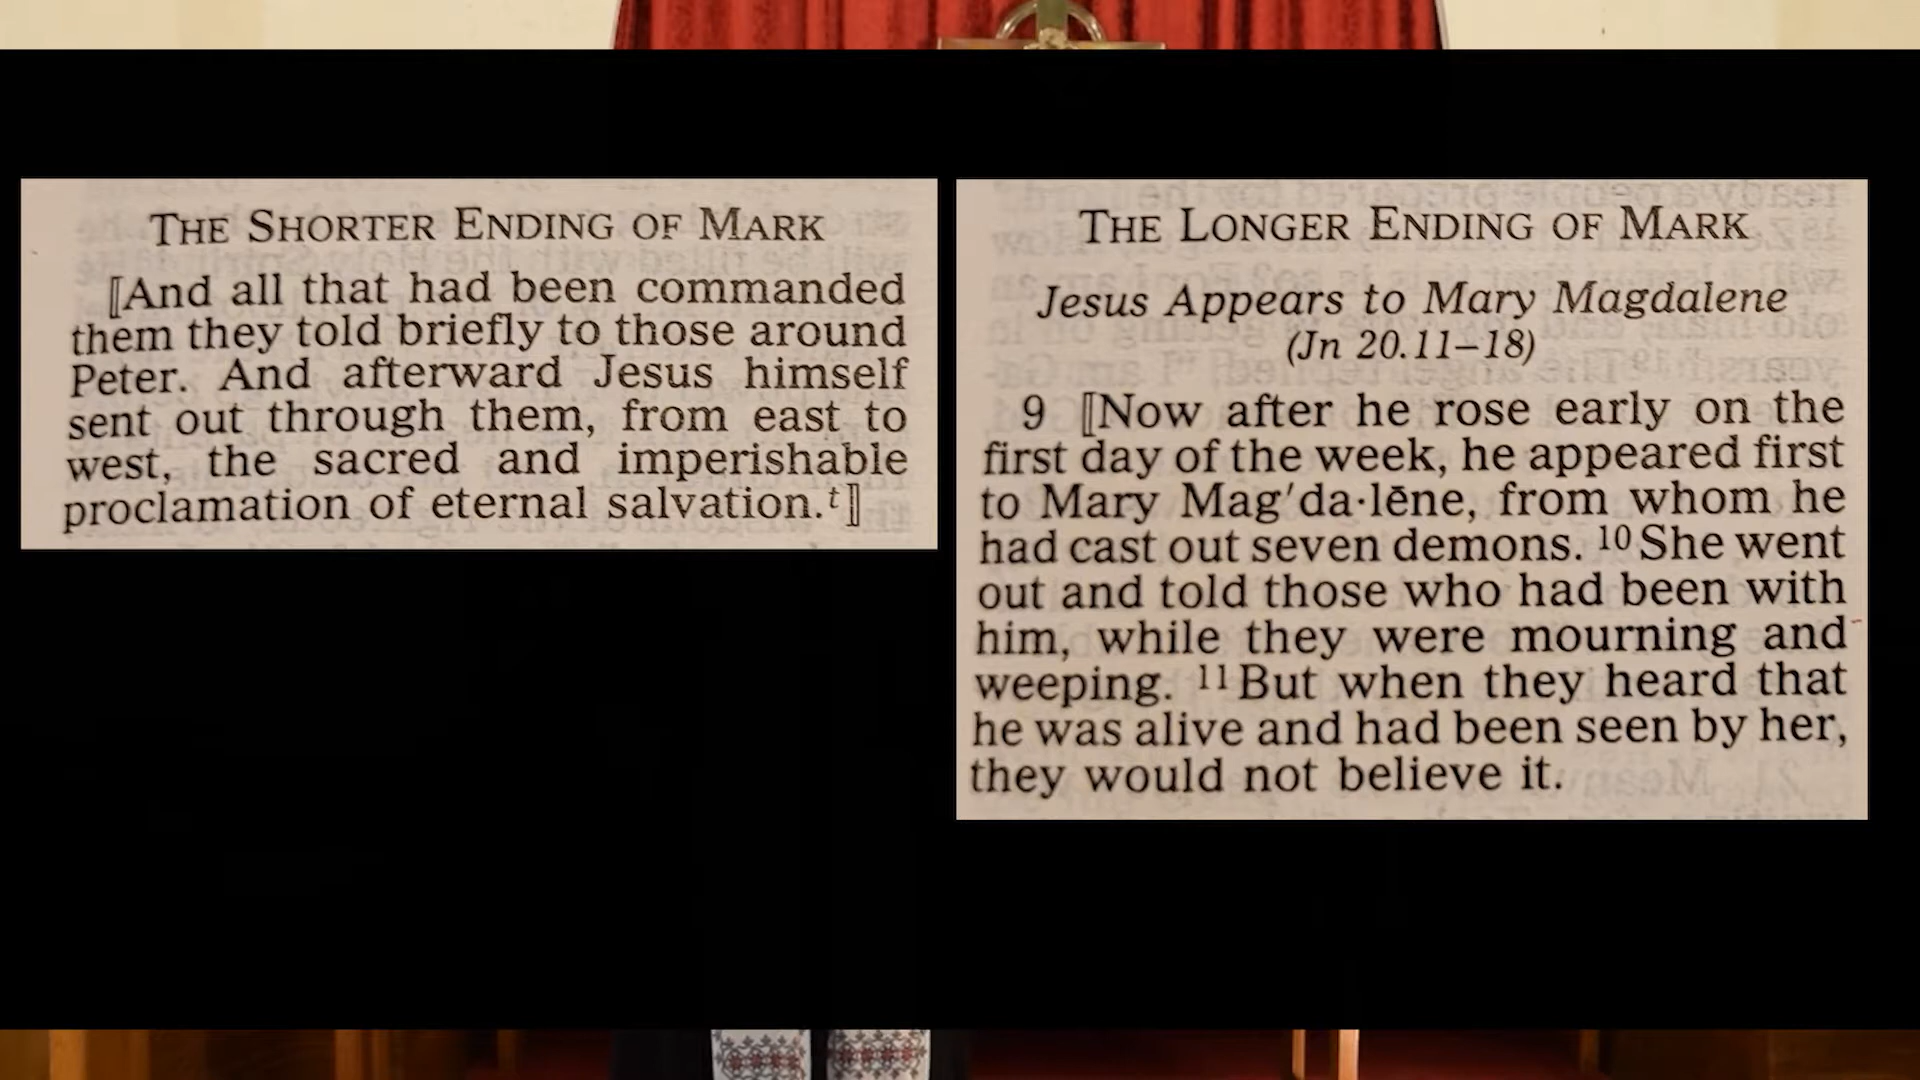 THE SHORTER ENDING OF MARK
⟦And all that had been commanded
them they told briefly to those around
Peter. And afterward Jesus himself
sent out through them, from east to
west, the sacred and imperishable
proclamation of eternal salvation.ᵗ⟧
THE LONGER ENDING OF MARK
Jesus Appears to Mary Magdalene
(Jn 20.11–18)
9 ⟦Now after he rose early on the
first day of the week, he appeared first
to Mary Mag′da·lēne, from whom he
had cast out seven demons. ¹⁰She went
out and told those who had been with
him, while they were mourning and
weeping. ¹¹But when they heard that
he was alive and had been seen by her,
they would not believe it.